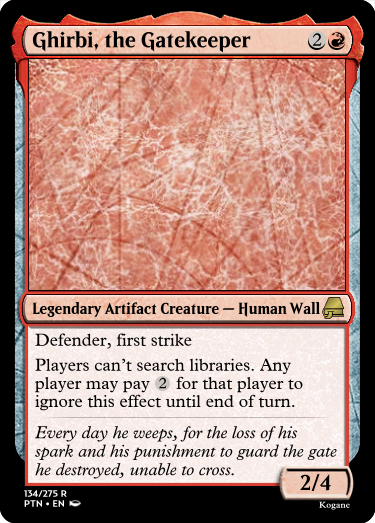 Ghirbi, the Gatekeeper 2
Legendary Artifact Creature — Human Wall
Defender, first strike
Players can't search libraries. Any
player may pay 2 for that player to
ignore this effect until end of turn.
Every day he weeps, for the loss of his
spark and his punishment to guard the gate
he destroyed, unable to cross.
2/4
134/275 R
PTN • EN Kogane